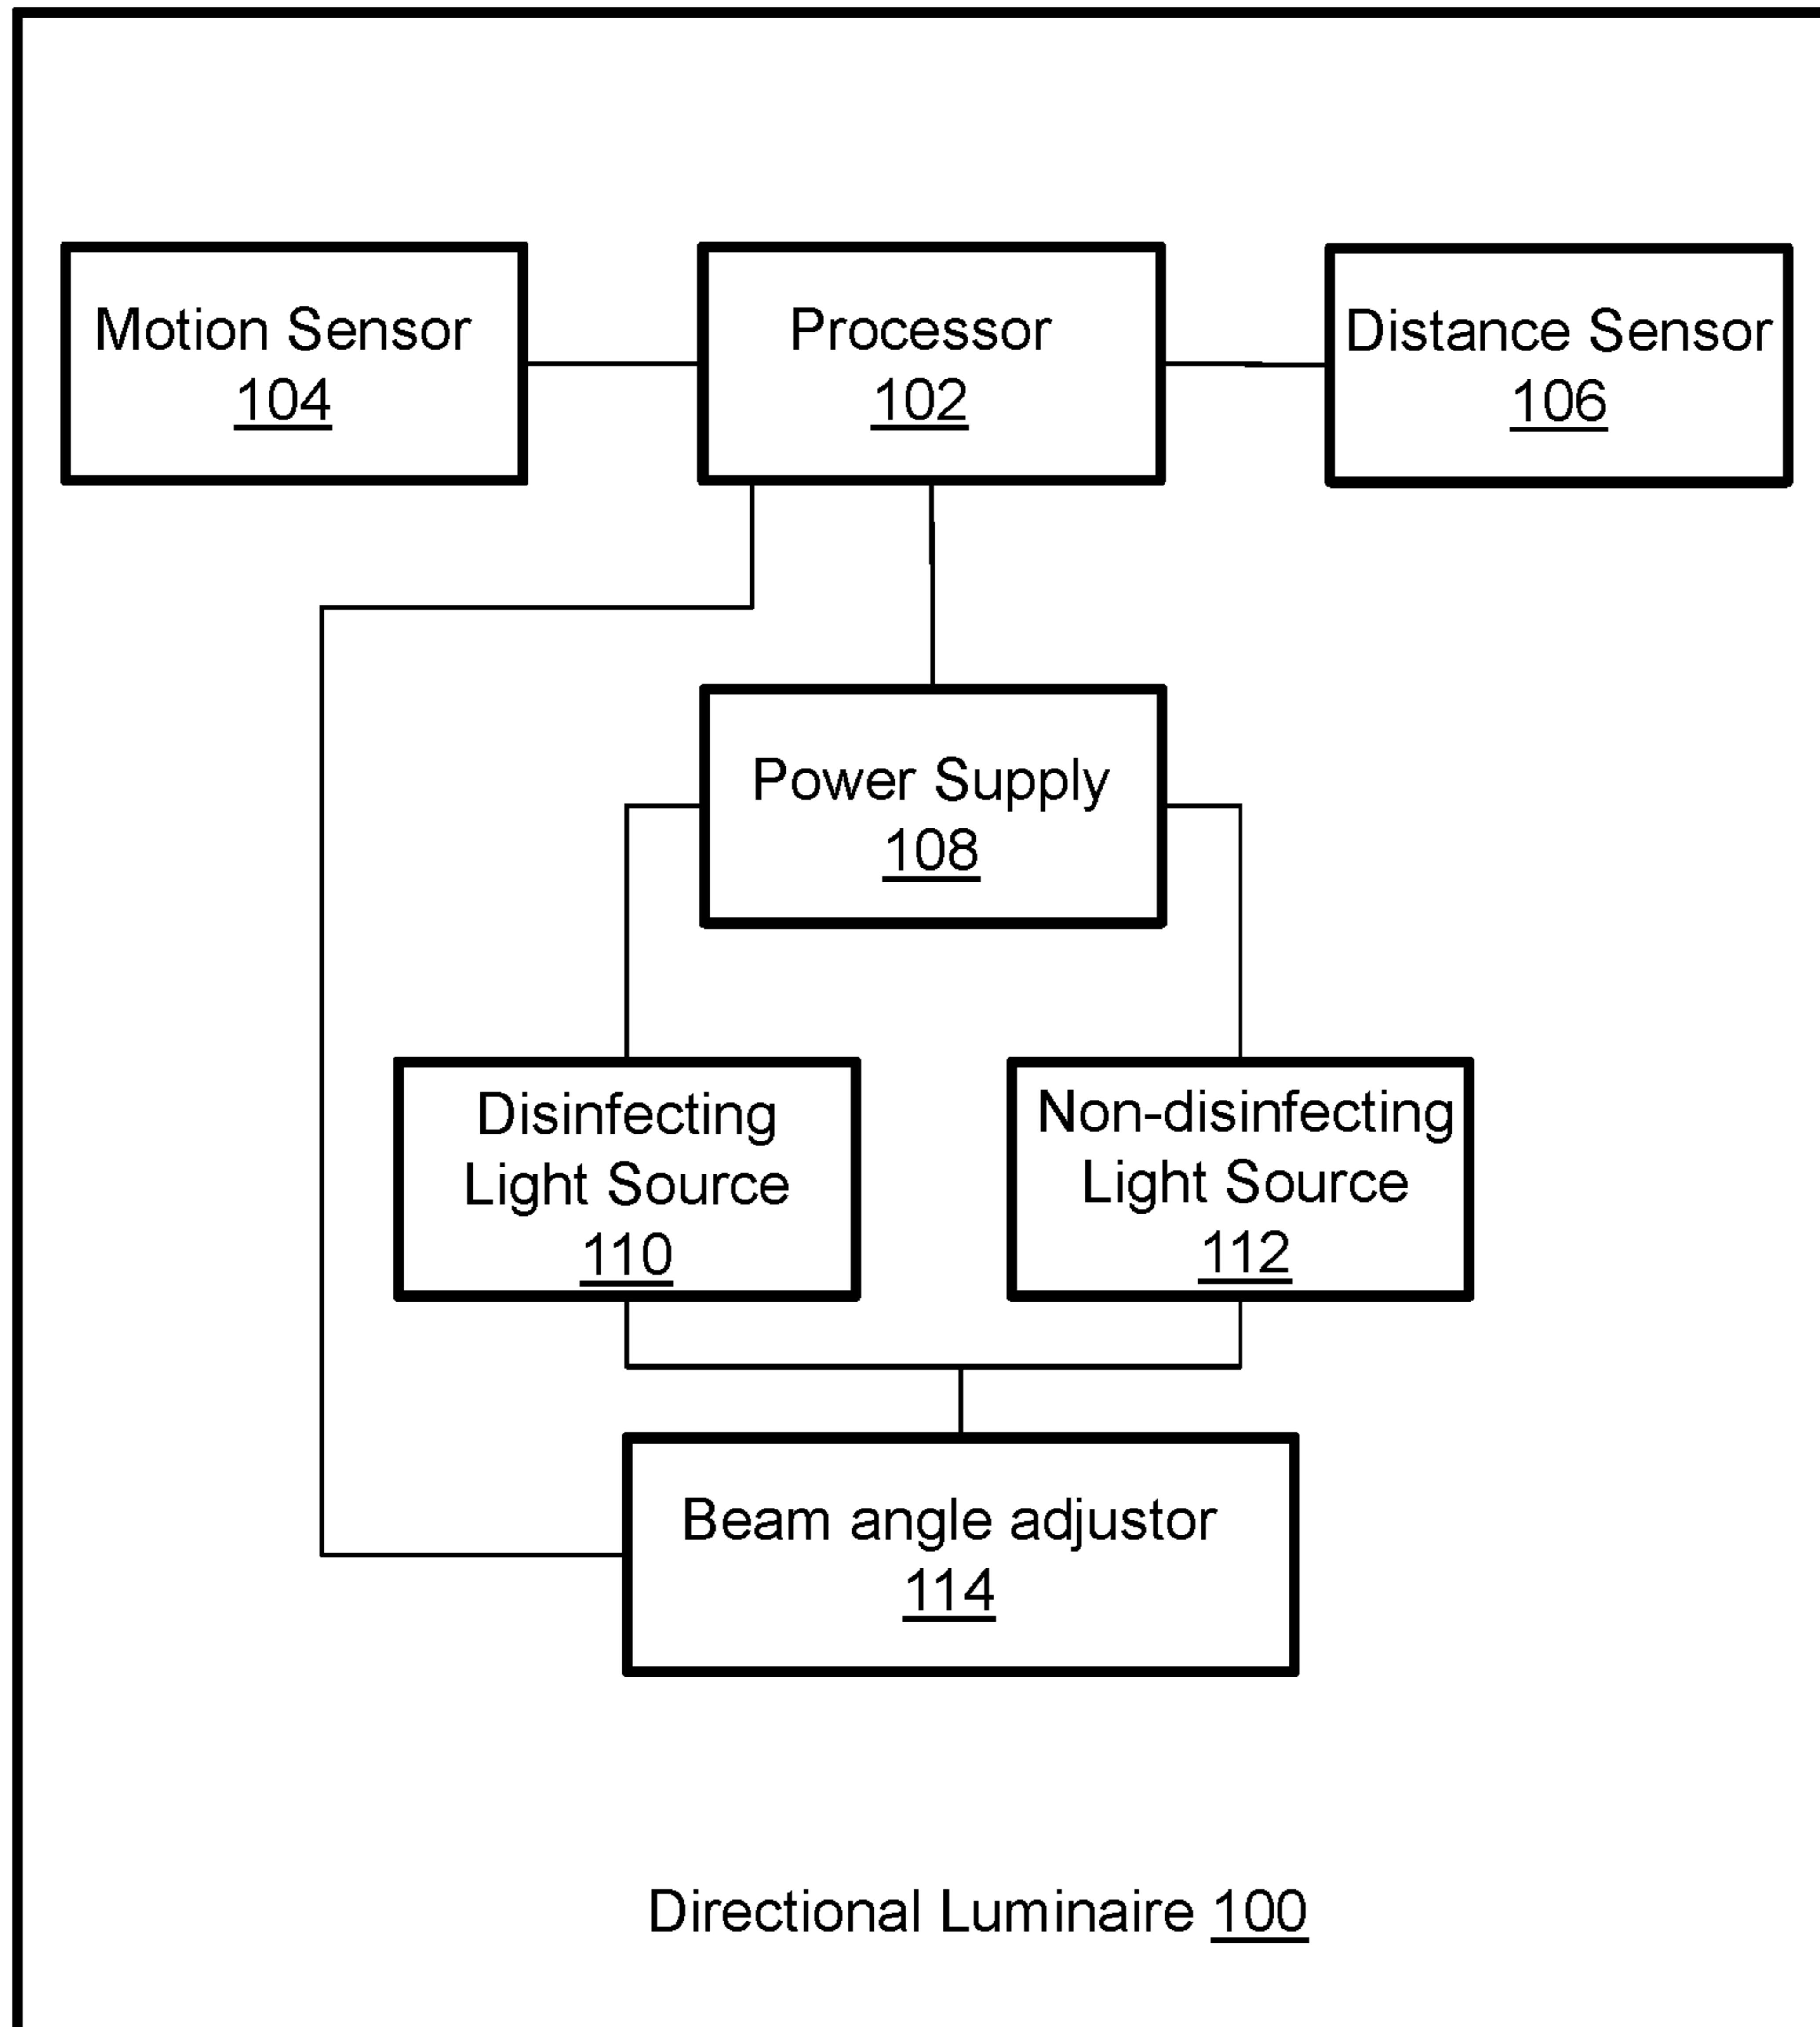 Motion Sensor
104
Processor
102
Distance Sensor
106
Power Supply
108
Disinfecting
Light Source
110
Non-disinfecting
Light Source
112
Beam angle adjustor
114
Directional Luminaire 100